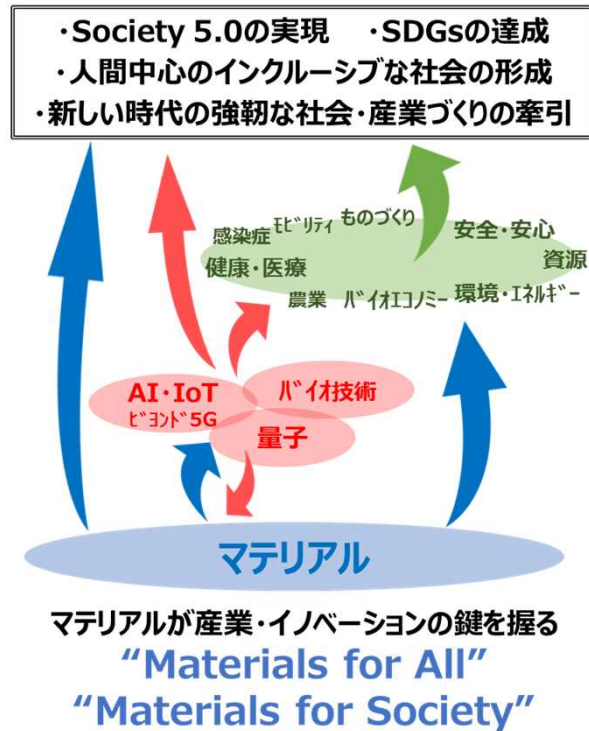 ・Society 5.0の実現　・SDGsの達成
・人間中心のインクルーシブな社会の形成
・新しい時代の強靭な社会・産業づくりの牽引
感染症 ﾓﾋﾞﾘﾃｨ ものづくり 安全・安心
健康・医療 資源
農業 ﾊﾞｲｵｴｺﾉﾐｰ 環境・ｴﾈﾙｷﾞｰ
AI・IoT ﾊﾞｲｵ技術
ﾋﾞﾖﾝﾄﾞ5G
量子
マテリアル
マテリアルが産業・イノベーションの鍵を握る
“Materials for All”
“Materials for Society”